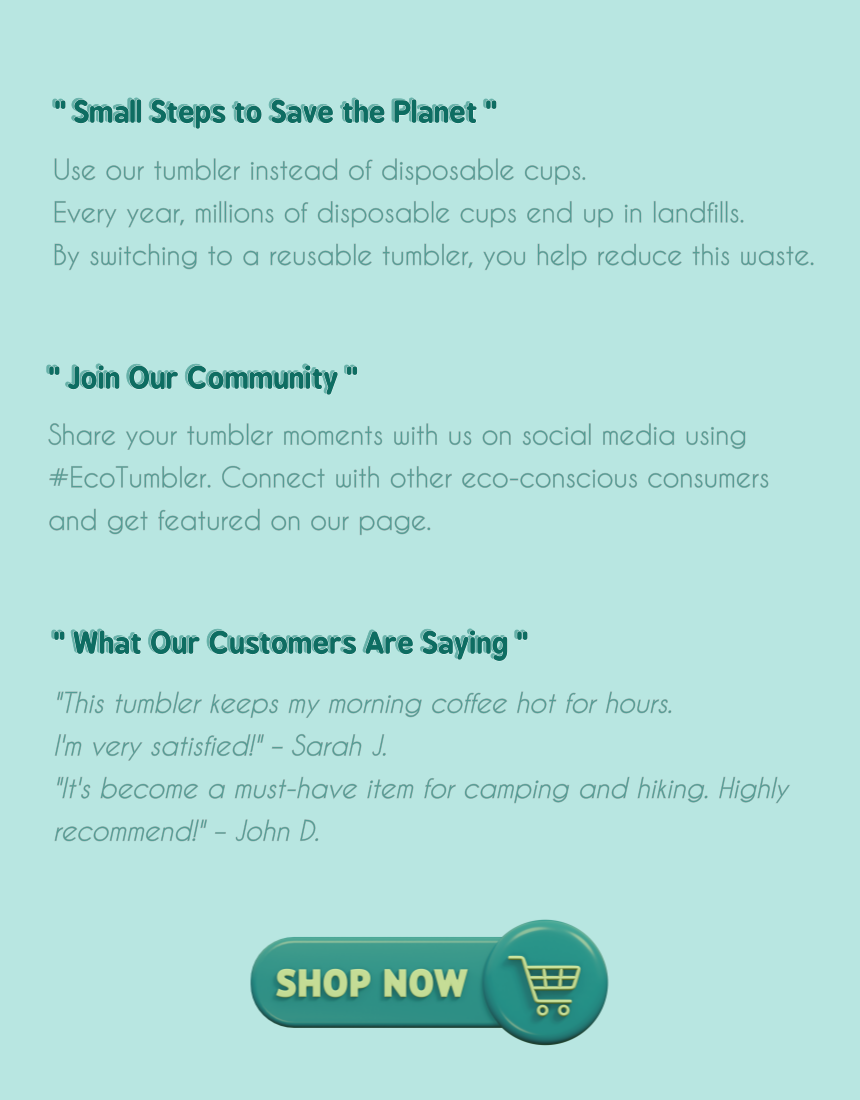 " Small Steps to Save the Planet "
Use our tumbler instead of disposable cups.
Every year, millions of disposable cups end up in landfills.
By switching to a reusable tumbler, you help reduce this waste.
" Join Our Community "
Share your tumbler moments with us on social media using
#EcoTumbler. Connect with other eco-conscious consumers
and get featured on our page.
" What Our Customers Are Saying "
"This tumbler keeps my morning coffee hot for hours.
I'm very satisfied!" – Sarah J.
"It's become a must-have item for camping and hiking. Highly
recommend!" – John D.
SHOP NOW